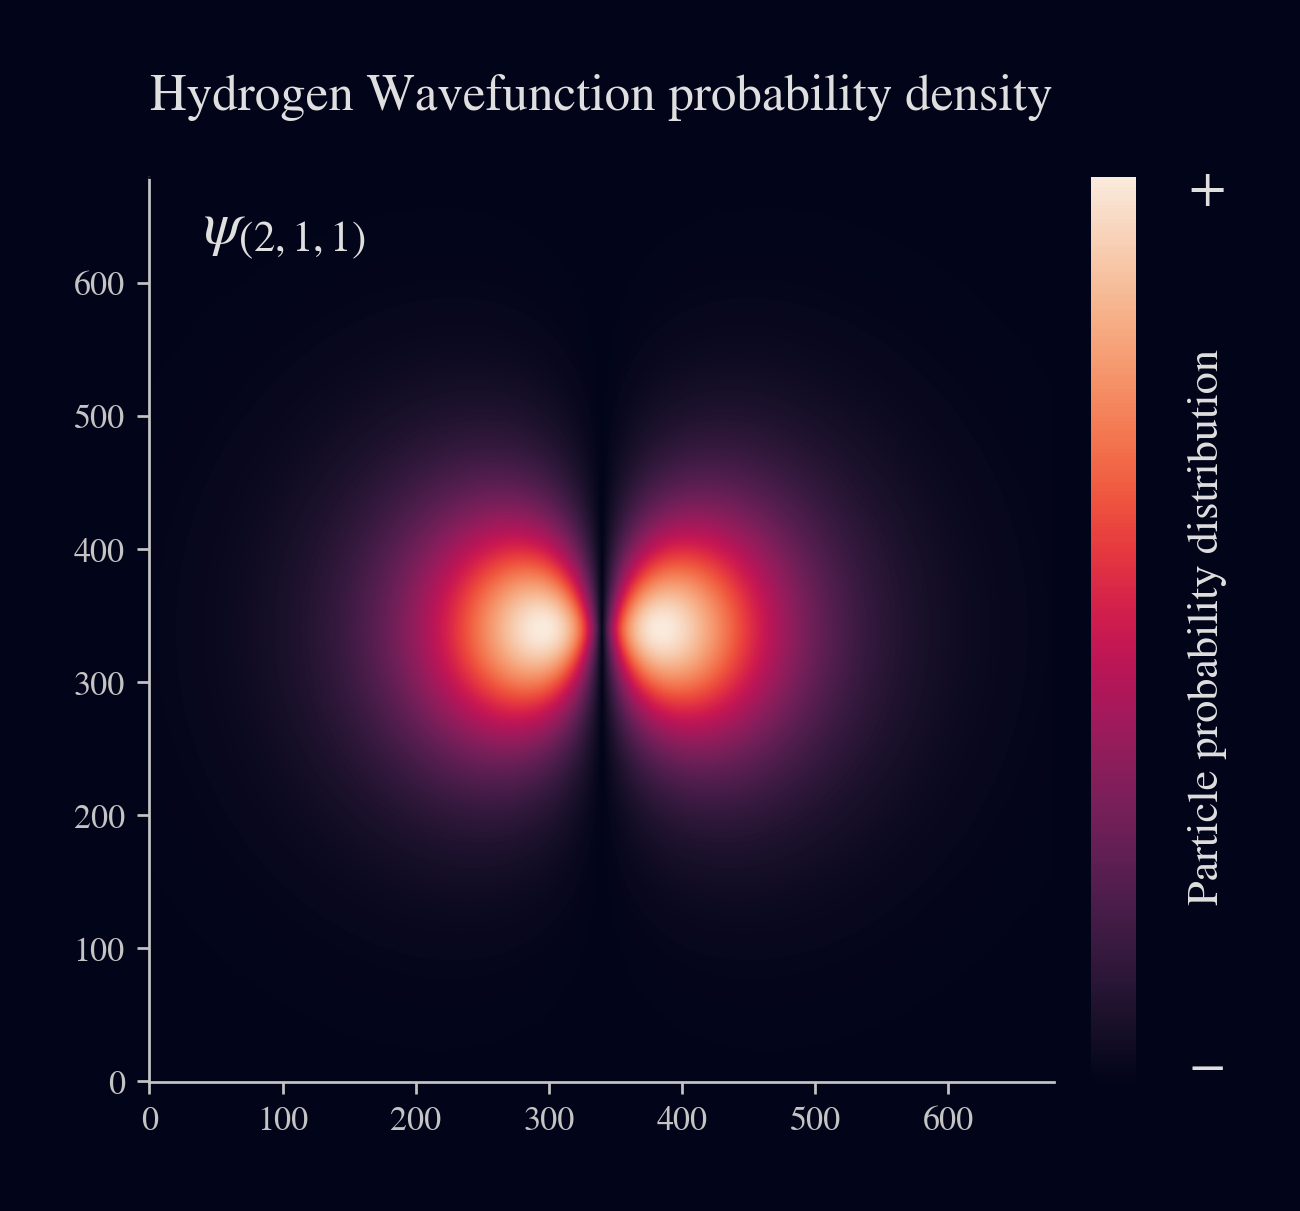 Hydrogen Wavefunction probability density
ψ(2, 1, 1)
600
500
400
300
200
100
0
0 100 200 300 400 500 600
+
Particle probability distribution
−